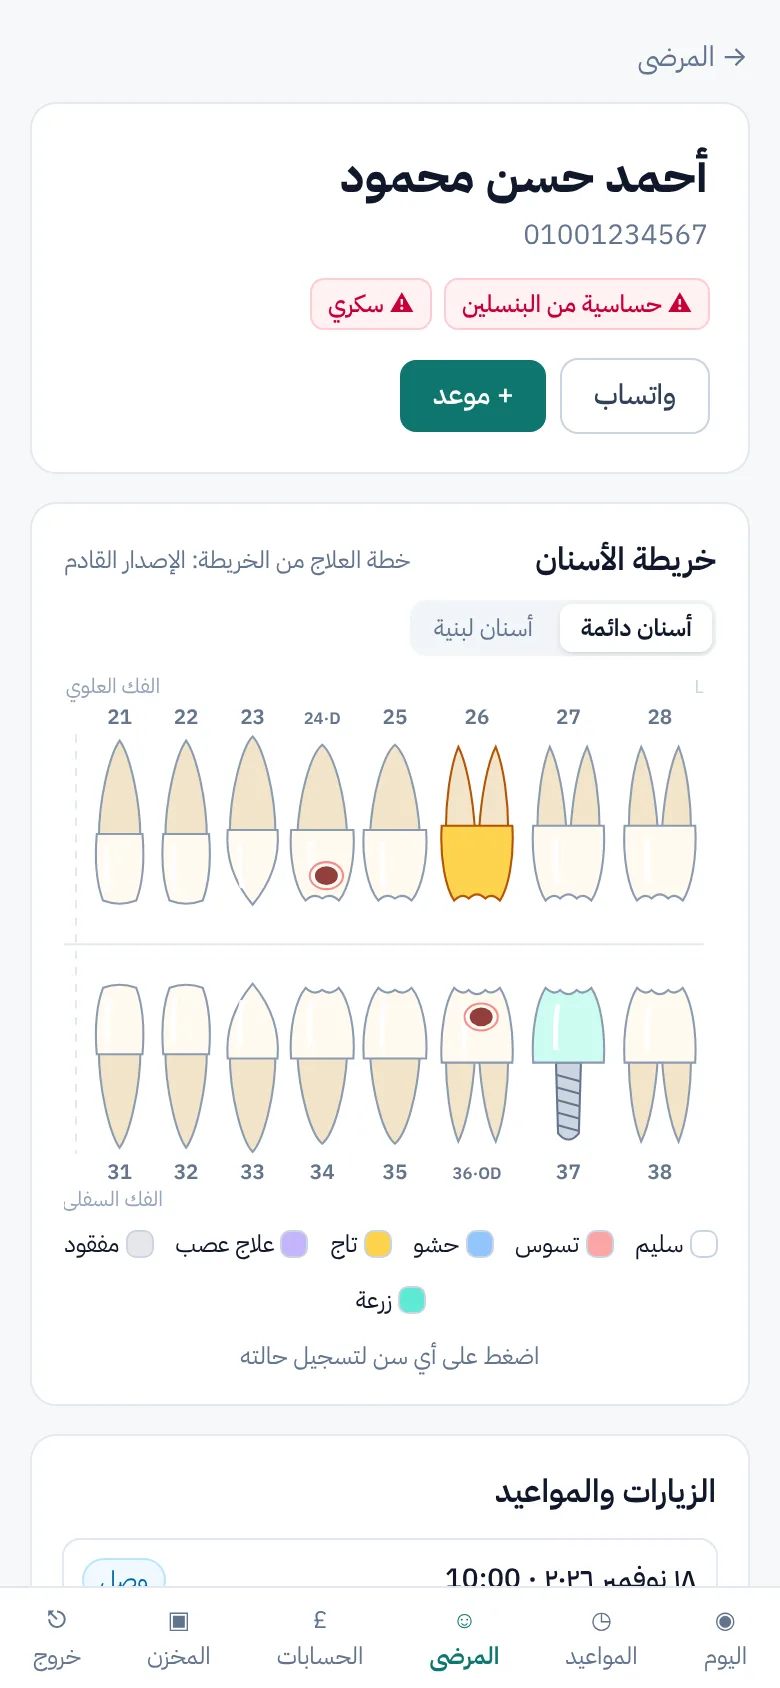 → المرضى
أحمد حسن محمود
01001234567
⚠ حساسية من البنسلين
⚠ سكري
واتساب
+ موعد
خريطة الأسنان
خطة العلاج من الخريطة: الإصدار القادم
أسنان دائمة
أسنان لبنية
الفك العلوي
L
21 22 23 24·D 25 26 27 28
31 32 33 34 35 36·OD 37 38
الفك السفلى
سليم تسوس حشو تاج علاج عصب مفقود
زرعة
اضغط على أي سن لتسجيل حالته
الزيارات والمواعيد
١٨ نوفمبر ٢٠٢٦ · 10:00
وصل
اليوم المواعيد المرضى £ الحسابات المخزن خروج